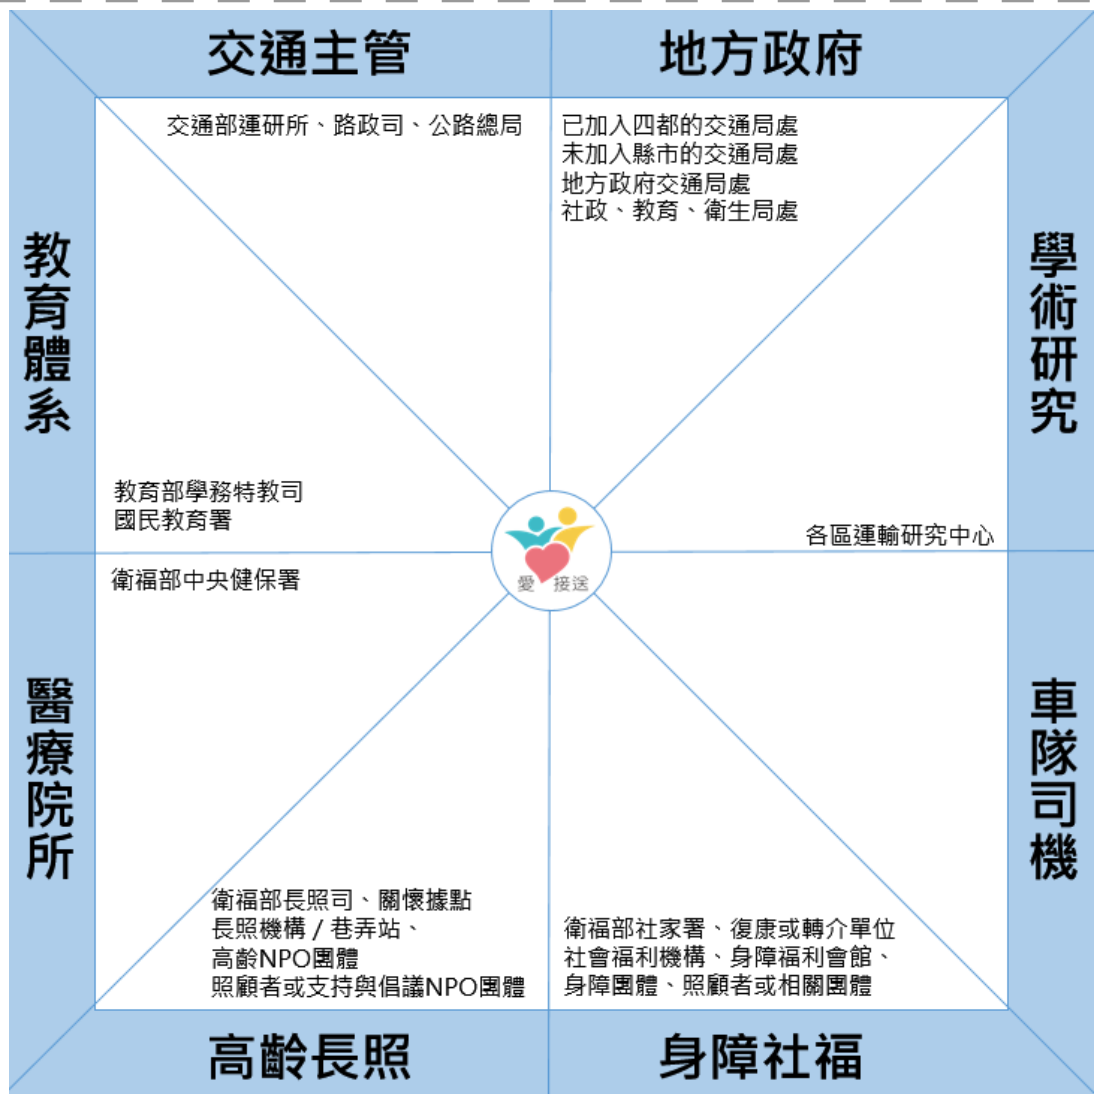 交通主管
地方政府
交通部運研所、路政司、公路總局
已加入四都的交通局處
未加入縣市的交通局處
地方政府交通局處
社政、教育、衛生局處
教育體系
學術研究
教育部學務特教司
國民教育署
各區運輸研究中心
愛 接送
衛福部中央健保署
醫療院所
車隊司機
衛福部長照司、關懷據點
長照機構 / 巷弄站、
高齡NPO團體
照顧者或支持與倡議NPO團體
衛福部社家署、復康或轉介單位
社會福利機構、身障福利會館、
身障團體、照顧者或相關團體
高齡長照
身障社福